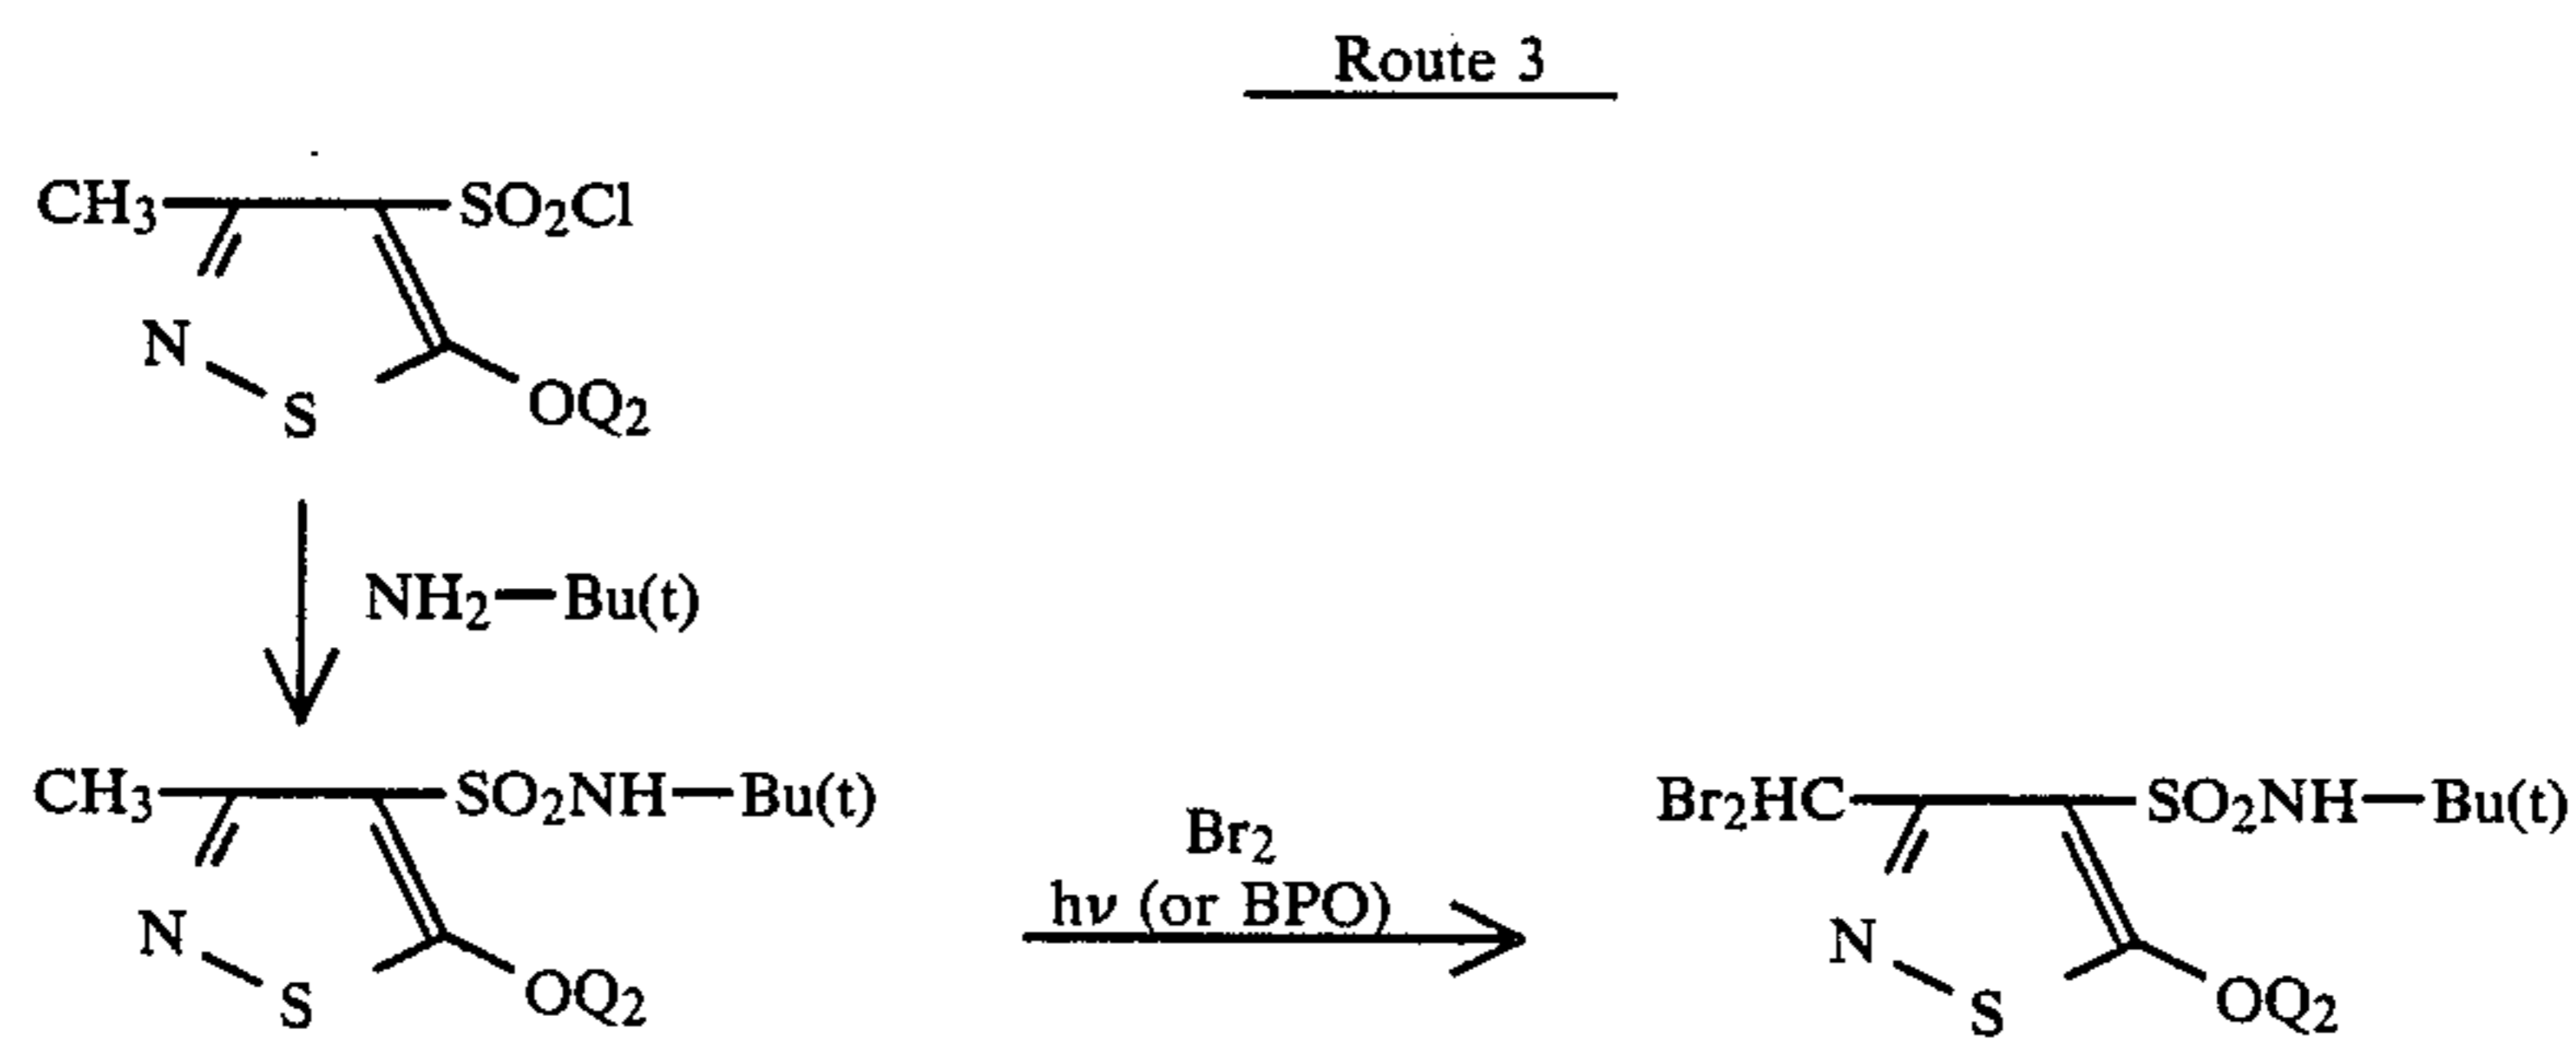 Route 3
CH3 SO2Cl
N
S
OQ2
NH2—Bu(t)
CH3 SO2NH—Bu(t)
N
S
OQ2
Br2
hν (or BPO)
Br2HC SO2NH—Bu(t)
N
S
OQ2